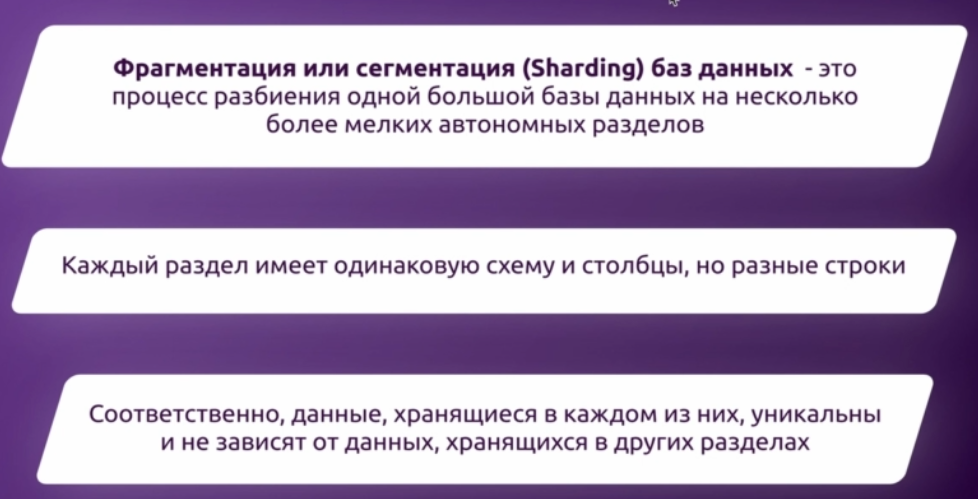 Фрагментация или сегментация (Sharding) баз данных - это
процесс разбиения одной большой базы данных на несколько
более мелких автономных разделов
Каждый раздел имеет одинаковую схему и столбцы, но разные строки
Соответственно, данные, хранящиеся в каждом из них, уникальны
и не зависят от данных, хранящихся в других разделах